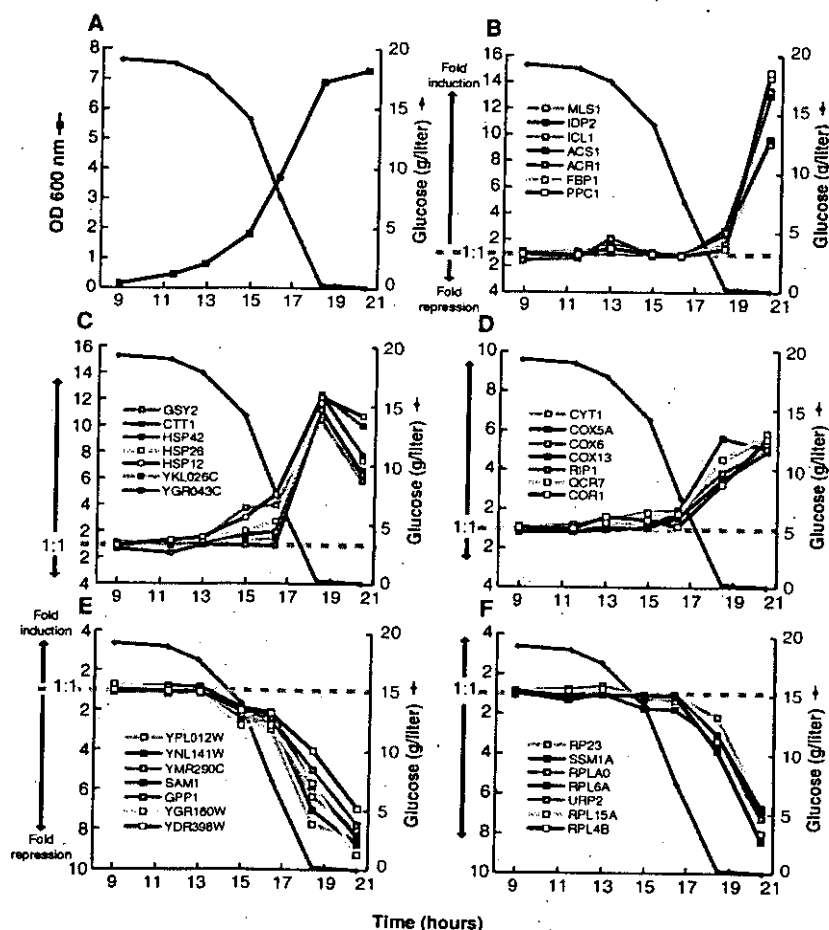 A
OD 600 nm
8
7
6
5
4
3
2
1
0
20
15
10
5
0
Glucose (g/liter)
9 11 13 15 17 19 21
B
Fold induction
16
14
12
10
8
6
4
2
1:1
2
4
Fold repression
MLS1
IDP2
ICL1
ACS1
ACR1
FBP1
PPC1
20
15
10
5
0
Glucose (g/liter)
9 11 13 15 17 19 21
C
16
14
12
10
8
6
4
2
1:1
2
4
GSY2
CTT1
HSP42
HSP26
HSP12
YKL026C
YGR043C
20
15
10
5
0
Glucose (g/liter)
9 11 13 15 17 19 21
D
10
8
6
4
2
1:1
2
4
CYT1
COX5A
COX6
COX13
RIP1
QCR7
COR1
20
15
10
5
0
Glucose (g/liter)
9 11 13 15 17 19 21
E
Fold induction
4
2
1:1
2
4
6
8
10
Fold repression
YPL012W
YNL141W
YMR290C
SAM1
GPP1
YGR160W
YDR398W
20
15
10
5
0
Glucose (g/liter)
9 11 13 15 17 19 21
F
4
2
1:1
2
4
6
8
10
RP23
SSM1A
RPLA0
RPL6A
URP2
RPL15A
RPL4B
20
15
10
5
0
Glucose (g/liter)
9 11 13 15 17 19 21
Time (hours)